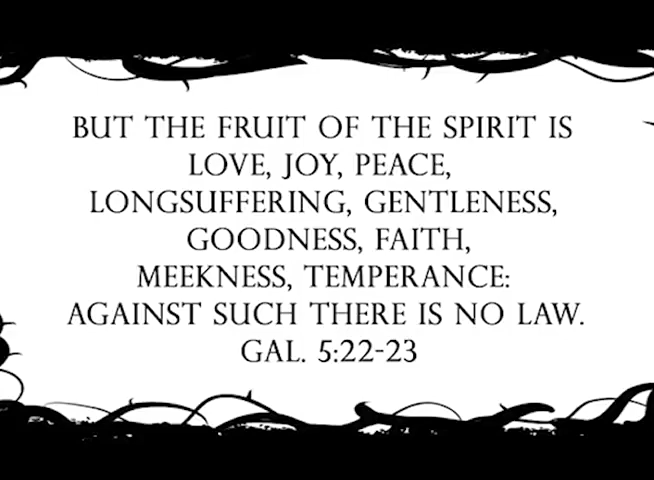 BUT THE FRUIT OF THE SPIRIT IS
LOVE, JOY, PEACE,
LONGSUFFERING, GENTLENESS,
GOODNESS, FAITH,
MEEKNESS, TEMPERANCE:
AGAINST SUCH THERE IS NO LAW.
GAL. 5:22-23